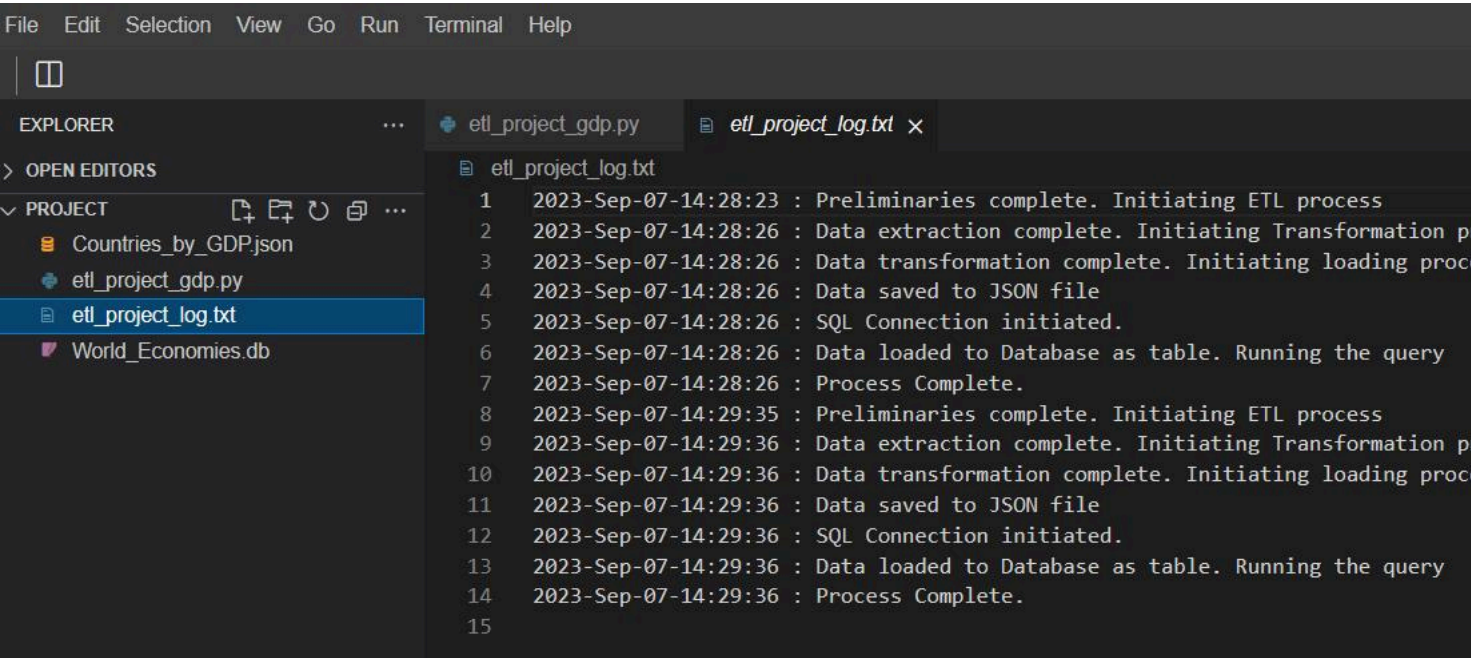 File Edit Selection View Go Run Terminal Help
EXPLORER
OPEN EDITORS
PROJECT
Countries_by_GDP.json
etl_project_gdp.py
etl_project_log.txt
World_Economies.db
etl_project_gdp.py etl_project_log.txt
etl_project_log.txt
1 2023-Sep-07-14:28:23 : Preliminaries complete. Initiating ETL process
2 2023-Sep-07-14:28:26 : Data extraction complete. Initiating Transformation
3 2023-Sep-07-14:28:26 : Data transformation complete. Initiating loading
4 2023-Sep-07-14:28:26 : Data saved to JSON file
5 2023-Sep-07-14:28:26 : SQL Connection initiated.
6 2023-Sep-07-14:28:26 : Data loaded to Database as table. Running the query
7 2023-Sep-07-14:28:26 : Process Complete.
8 2023-Sep-07-14:29:35 : Preliminaries complete. Initiating ETL process
9 2023-Sep-07-14:29:36 : Data extraction complete. Initiating Transformation
10 2023-Sep-07-14:29:36 : Data transformation complete. Initiating loading
11 2023-Sep-07-14:29:36 : Data saved to JSON file
12 2023-Sep-07-14:29:36 : SQL Connection initiated.
13 2023-Sep-07-14:29:36 : Data loaded to Database as table. Running the query
14 2023-Sep-07-14:29:36 : Process Complete.
15